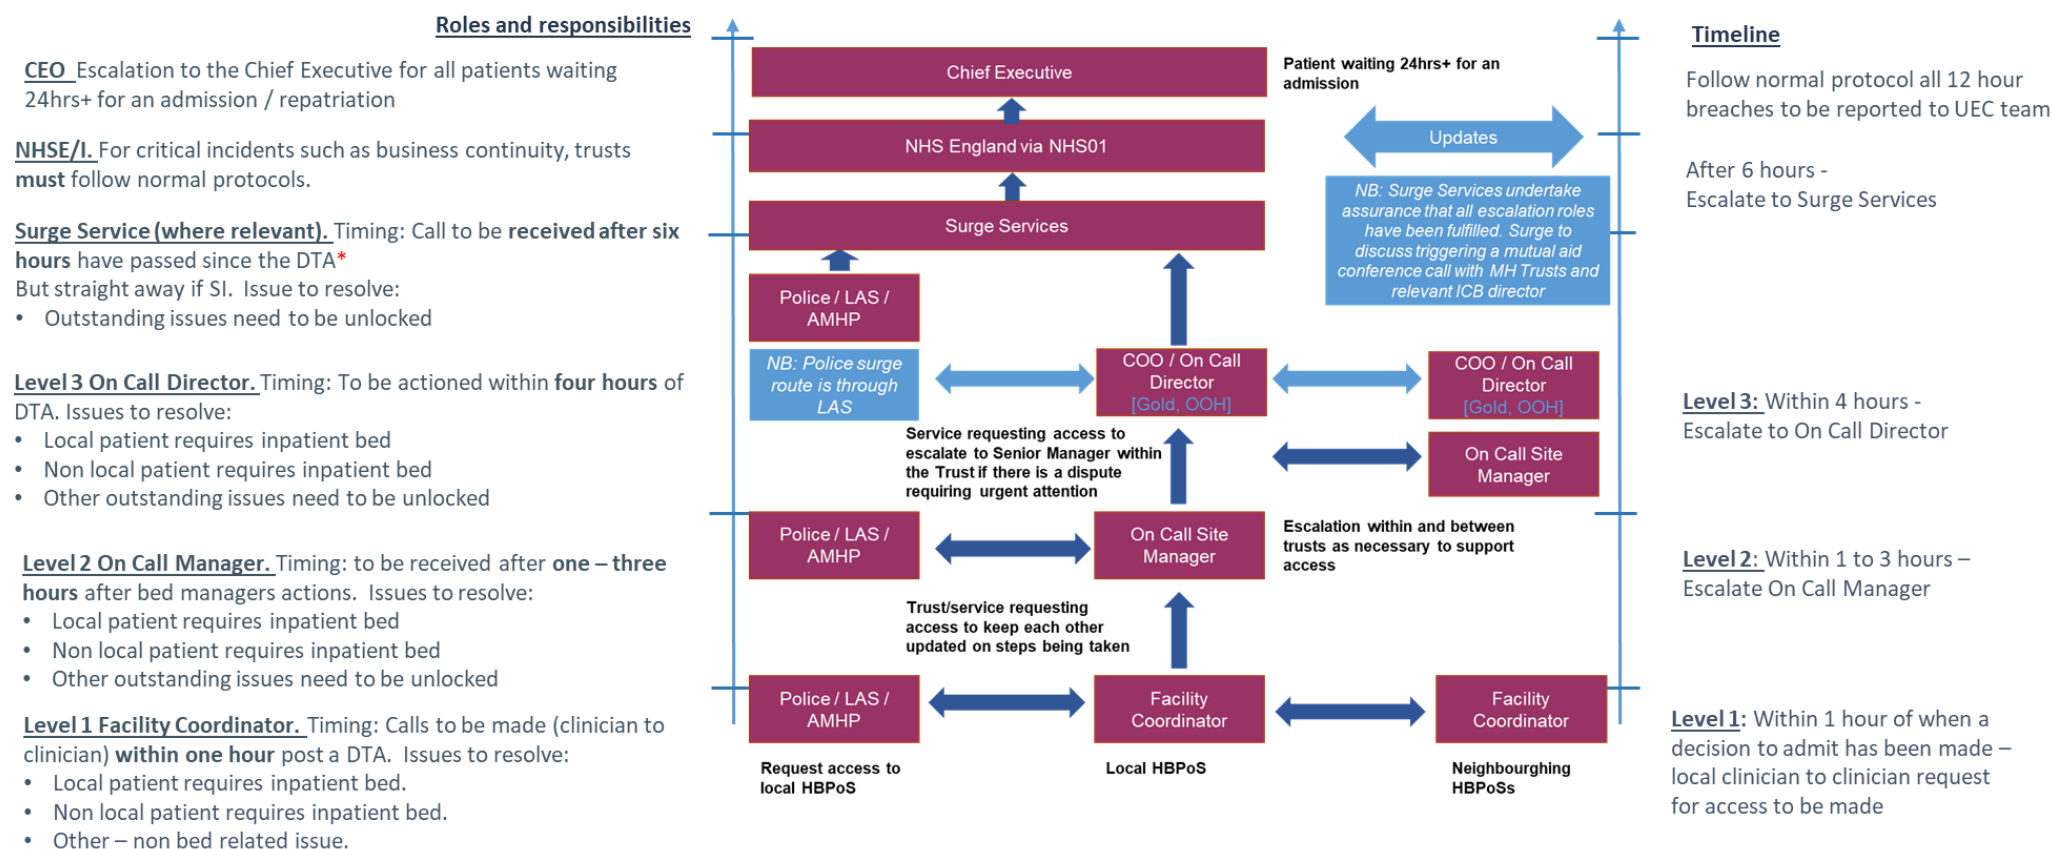 Roles and responsibilities
CEO Escalation to the Chief Executive for all patients waiting
24hrs+ for an admission / repatriation
NHSE/I. For critical incidents such as business continuity, trusts
must follow normal protocols.
Surge Service (where relevant). Timing: Call to be received after six
hours have passed since the DTA*
But straight away if SI. Issue to resolve:
• Outstanding issues need to be unlocked
Level 3 On Call Director. Timing: To be actioned within four hours of
DTA. Issues to resolve:
• Local patient requires inpatient bed
• Non local patient requires inpatient bed
• Other outstanding issues need to be unlocked
Level 2 On Call Manager. Timing: to be received after one – three
hours after bed managers actions. Issues to resolve:
• Local patient requires inpatient bed
• Non local patient requires inpatient bed
• Other outstanding issues need to be unlocked
Level 1 Facility Coordinator. Timing: Calls to be made (clinician to
clinician) within one hour post a DTA. Issues to resolve:
• Local patient requires inpatient bed.
• Non local patient requires inpatient bed.
• Other – non bed related issue.
Chief Executive
Patient waiting 24hrs+ for an
admission
NHS England via NHS01
Updates
Surge Services
NB: Surge Services undertake
assurance that all escalation roles
have been fulfilled. Surge to
discuss triggering a mutual aid
conference call with MH Trusts and
relevant ICB director
Police / LAS /
AMHP
NB: Police surge
route is through
LAS
COO / On Call
Director
[Gold, OOH]
COO / On Call
Director
[Gold, OOH]
Service requesting access to
escalate to Senior Manager within
the Trust if there is a dispute
requiring urgent attention
On Call Site
Manager
Police / LAS /
AMHP
On Call Site
Manager
Escalation within and between
trusts as necessary to support
access
Trust/service requesting
access to keep each other
updated on steps being taken
Police / LAS /
AMHP
Facility
Coordinator
Facility
Coordinator
Request access to
local HBPoS
Local HBPoS
Neighbourghing
HBPoSs
Timeline
Follow normal protocol all 12 hour
breaches to be reported to UEC team
After 6 hours -
Escalate to Surge Services
Level 3: Within 4 hours -
Escalate to On Call Director
Level 2: Within 1 to 3 hours –
Escalate On Call Manager
Level 1: Within 1 hour of when a
decision to admit has been made –
local clinician to clinician request
for access to be made